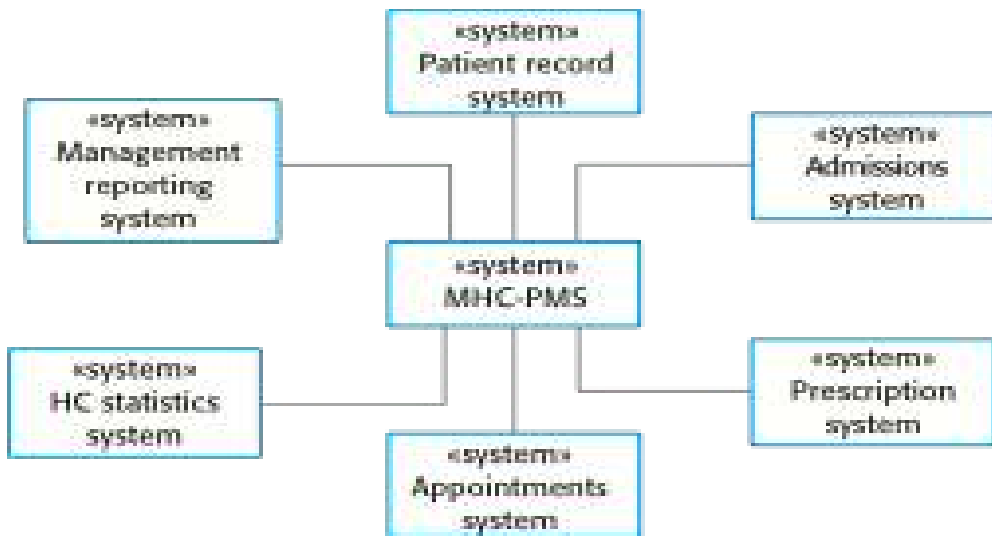 «system»
Patient record
system
«system»
Management
reporting
system
«system»
Admissions
system
«system»
MHC-PMS
«system»
HC statistics
system
«system»
Prescription
system
«system»
Appointments
system